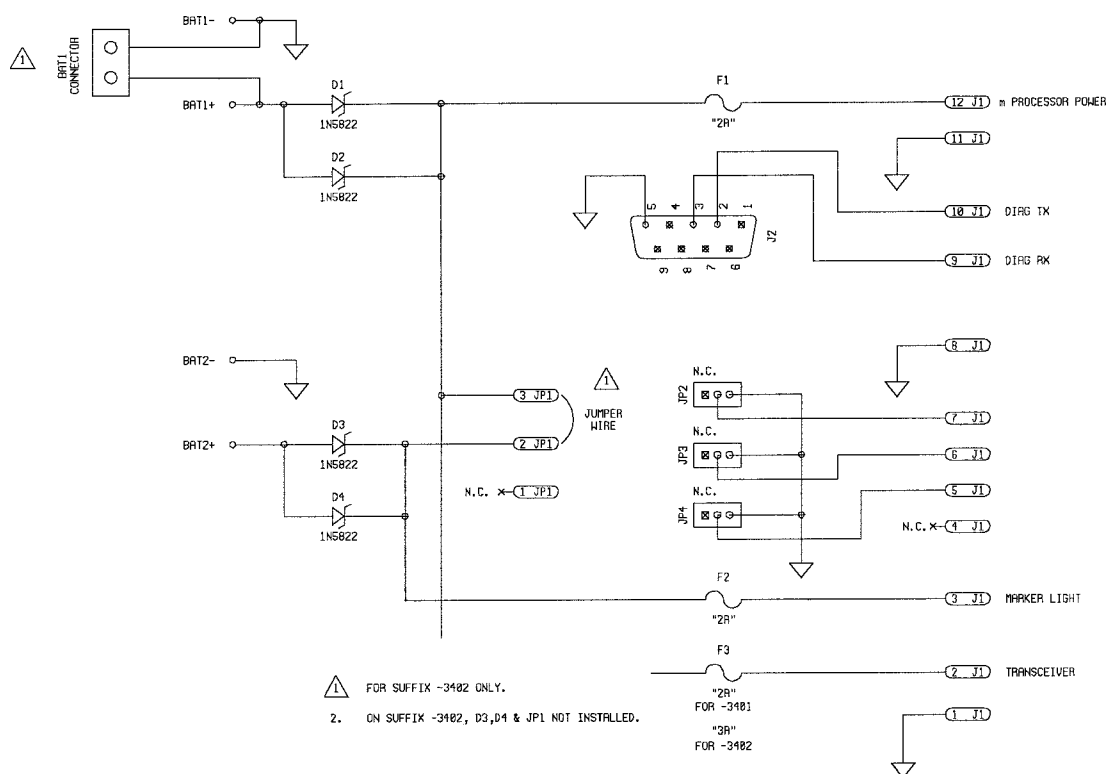 BAT1-
1
BAT1
CONNECTOR
BAT1+
D1
1N5822
D2
1N5822
F1
"2A"
12 J1 m PROCESSOR POWER
11 J1
10 J1 DIAG TX
9 J1 DIAG RX
5 4 3 2 1
J2
9 8 7 6
BAT2-
BAT2+
D3
1N5822
D4
1N5822
3 JP1
2 JP1
N.C. 1 JP1
1
JUMPER
WIRE
N.C.
JP2
N.C.
JP3
N.C.
JP4
8 J1
7 J1
6 J1
5 J1
N.C. 4 J1
F2
"2A"
3 J1 MARKER LIGHT
F3
"2A"
FOR -3401
"3A"
FOR -3402
2 J1 TRANSCEIVER
1 J1
1 FOR SUFFIX -3402 ONLY.
2. ON SUFFIX -3402, D3,D4 & JP1 NOT INSTALLED.